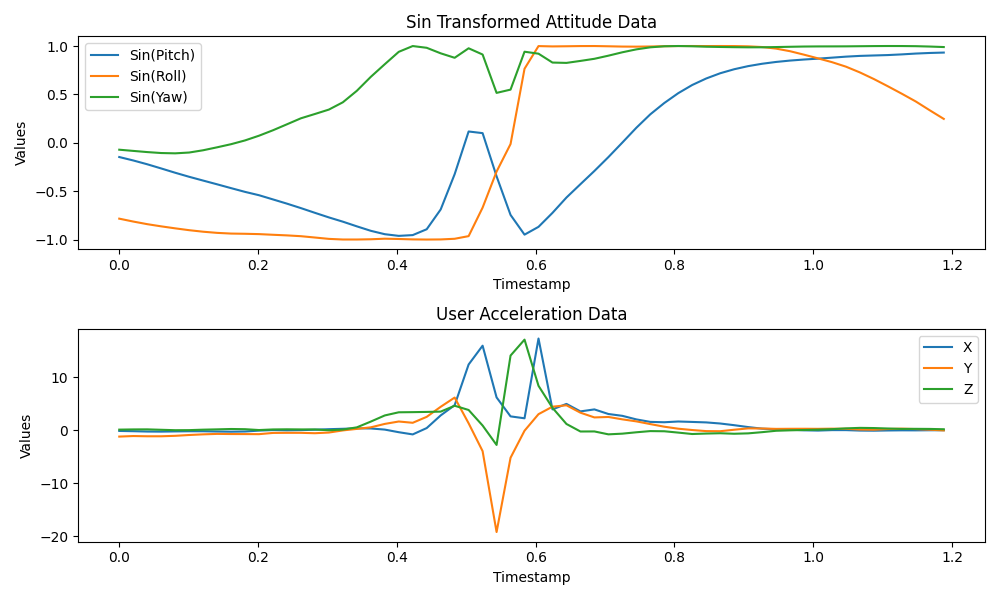 Sin Transformed Attitude Data
1.0
0.5
0.0
−0.5
−1.0
Values
Sin(Pitch)
Sin(Roll)
Sin(Yaw)
0.0 0.2 0.4 0.6 0.8 1.0 1.2
Timestamp
User Acceleration Data
10
0
−10
−20
Values
X
Y
Z
0.0 0.2 0.4 0.6 0.8 1.0 1.2
Timestamp